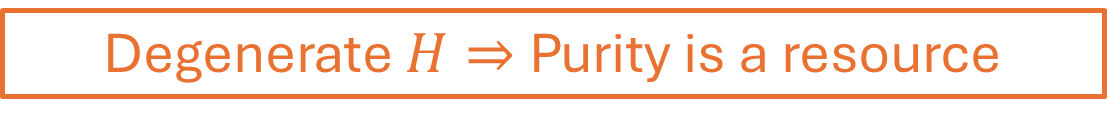 Degenerate 𝐻 ⇒ Purity is a resource